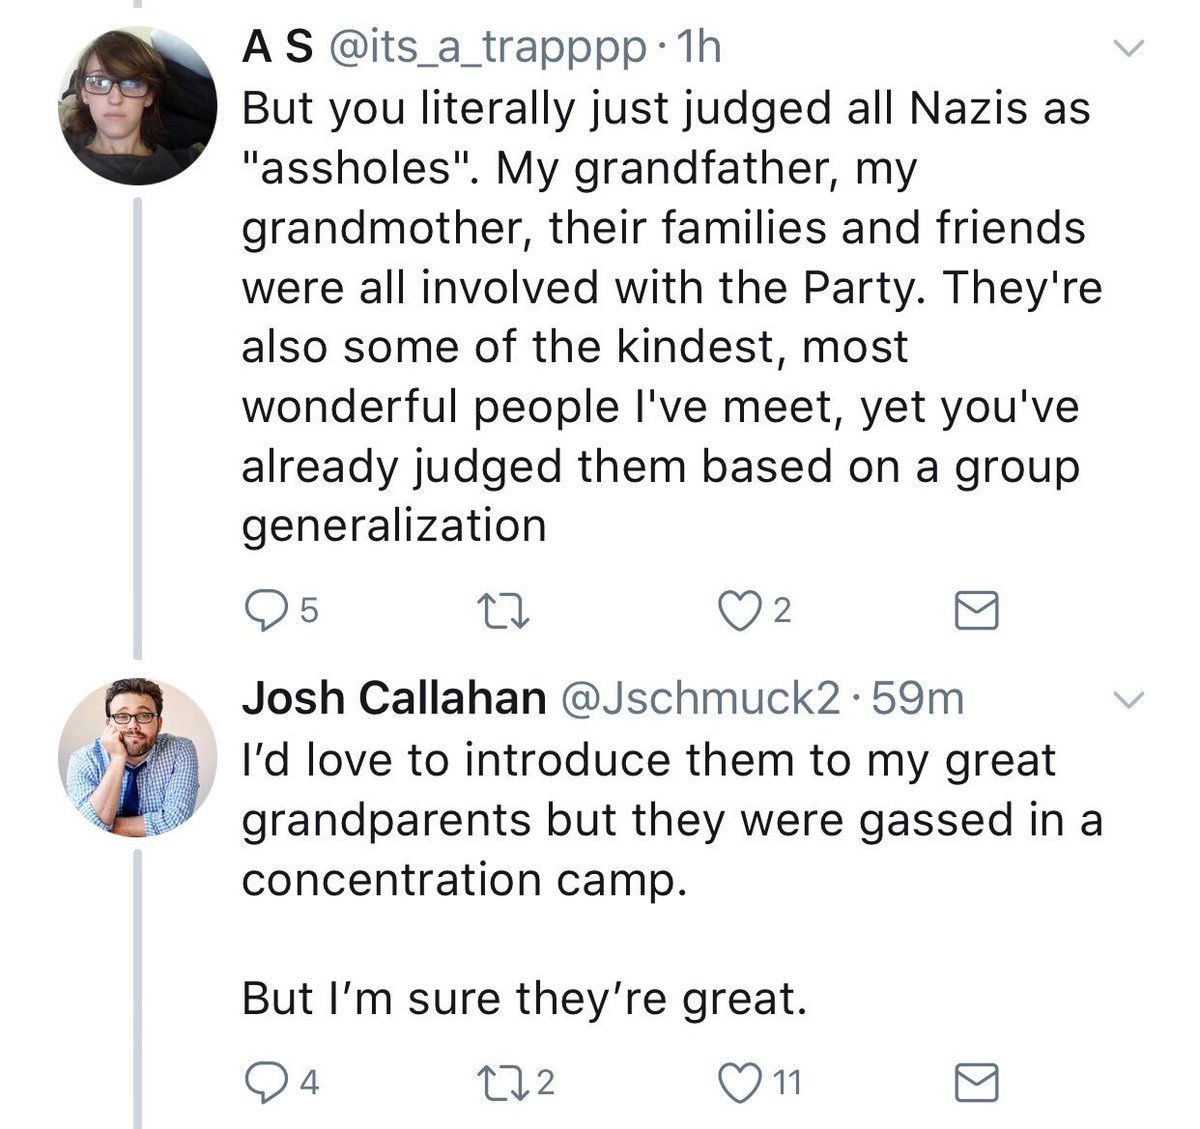 A S @its_a_trapppp · 1h
But you literally just judged all Nazis as
"assholes". My grandfather, my
grandmother, their families and friends
were all involved with the Party. They're
also some of the kindest, most
wonderful people I've meet, yet you've
already judged them based on a group
generalization
5 2
Josh Callahan @Jschmuck2 · 59m
I’d love to introduce them to my great
grandparents but they were gassed in a
concentration camp.
But I’m sure they’re great.
4 2 11